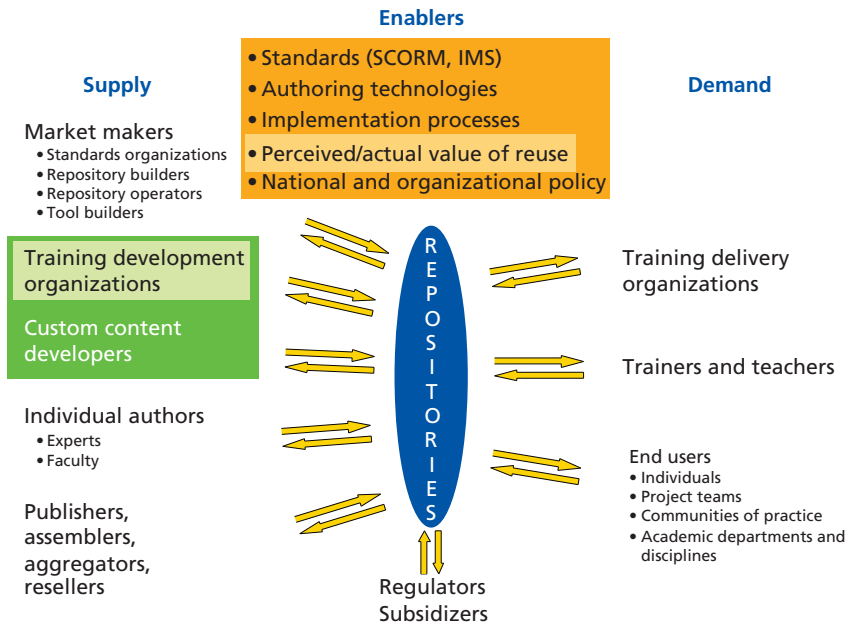 Enablers
• Standards (SCORM, IMS)
• Authoring technologies
• Implementation processes
• Perceived/actual value of reuse
• National and organizational policy
Supply
Market makers
• Standards organizations
• Repository builders
• Repository operators
• Tool builders
Training development
organizations
Custom content
developers
Individual authors
• Experts
• Faculty
Publishers,
assemblers,
aggregators,
resellers
REPOSITORIES
Regulators
Subsidizers
Demand
Training delivery
organizations
Trainers and teachers
End users
• Individuals
• Project teams
• Communities of practice
• Academic departments and
disciplines